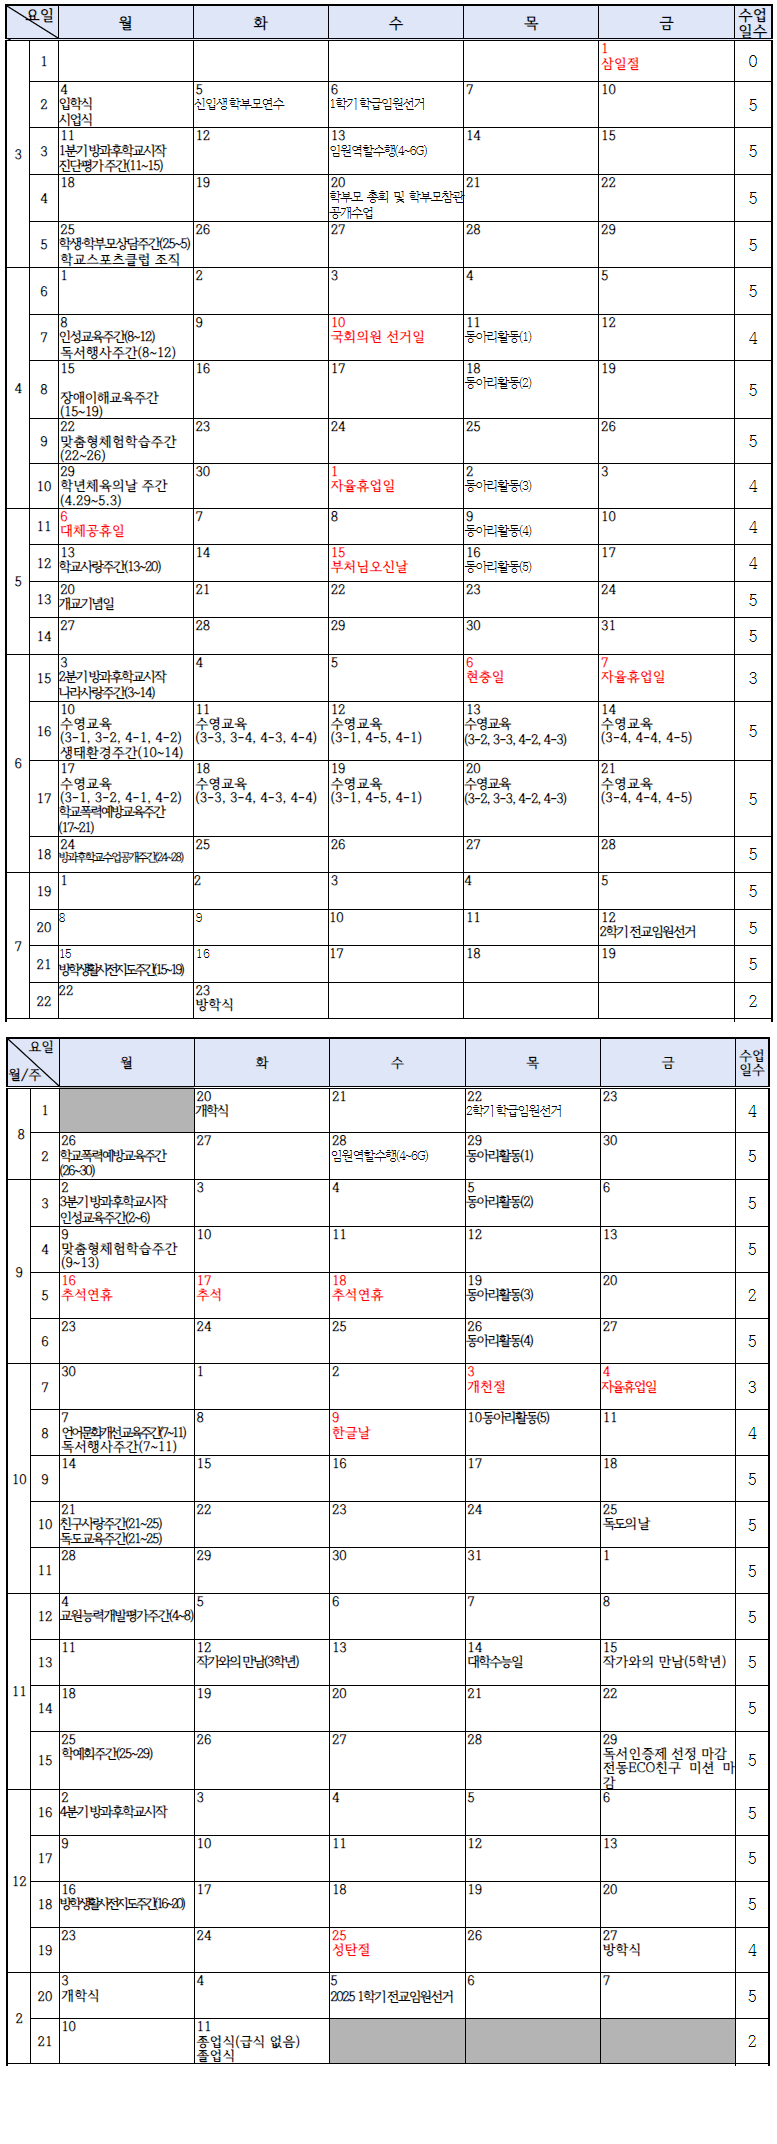 요일 월 화 수 목 금 수업
일수
3 1 1 0
삼일절
2 4 5 6 7 10 5
입학식 신입생 학부모연수 1학기 학급임원선거
시업식
3 11 12 13 14 15 5
1분기 방과후학교시작 임원역할수행(4~6G)
진단평가 주간(11~15)
4 18 19 20 21 22 5
학부모 총회 및 학부모참관
공개수업
5 25 26 27 28 29 5
학생·학부모상담주간(25~5)
학교스포츠클럽 조직
4 6 1 2 3 4 5 5
7 8 9 10 11 12 4
인성교육주간(8~12) 국회의원 선거일 동아리활동(1)
독서행사주간(8~12)
8 15 16 17 18 19 5
동아리활동(2)
장애이해교육주간
(15~19)
9 22 23 24 25 26 5
맞춤형체험학습주간
(22~26)
10 29 30 1 2 3 4
학년체육의날 주간 자율휴업일 동아리활동(3)
(4.29~5.3)
5 11 6 7 8 9 10 4
대체공휴일 동아리활동(4)
12 13 14 15 16 17 4
학교사랑주간(13~20) 부처님오신날 동아리활동(5)
13 20 21 22 23 24 5
개교기념일
14 27 28 29 30 31 5
6 15 3 4 5 6 7 3
2분기 방과후학교시작 현충일 자율휴업일
나라사랑주간(3~14)
16 10 11 12 13 14 5
수영교육 수영교육 수영교육 수영교육 수영교육
(3-1, 3-2, 4-1, 4-2) (3-3, 3-4, 4-3, 4-4) (3-1, 4-5, 4-1) (3-2, 3-3, 4-2, 4-3) (3-4, 4-4, 4-5)
생태환경주간(10~14)
17 17 18 19 20 21 5
수영교육 수영교육 수영교육 수영교육 수영교육
(3-1, 3-2, 4-1, 4-2) (3-3, 3-4, 4-3, 4-4) (3-1, 4-5, 4-1) (3-2, 3-3, 4-2, 4-3) (3-4, 4-4, 4-5)
학교폭력예방교육주간
(17~21)
18 24 25 26 27 28 5
방과후학교수업공개주간(24~28)
7 19 1 2 3 4 5 5
20 8 9 10 11 12 5
2학기 전교임원선거
21 15 16 17 18 19 5
방학생활사전지도주간(15~19)
22 22 23 2
방학식
요일 월/주 월 화 수 목 금 수업
일수
8 1 20 21 22 23 4
개학식 2학기 학급임원선거
2 26 27 28 29 30 5
학교폭력예방교육주간 임원역할수행(4~6G) 동아리활동(1)
(26~30)
9 3 2 3 4 5 6 5
3분기 방과후학교시작 동아리활동(2)
인성교육주간(2~6)
4 9 10 11 12 13 5
맞춤형체험학습주간
(9~13)
5 16 17 18 19 20 2
추석연휴 추석 추석연휴 동아리활동(3)
6 23 24 25 26 27 5
동아리활동(4)
10 7 30 1 2 3 4 3
개천절 자율휴업일
8 7 8 9 10 동아리활동(5) 11 4
언어문화개선교육주간(7~11) 한글날
독서행사주간(7~11)
9 14 15 16 17 18 5
10 21 22 23 24 25 5
친구사랑주간(21~25) 독도의 날
독도교육주간(21~25)
11 28 29 30 31 1 5
11 12 4 5 6 7 8 5
교원능력개발평가주간(4~8)
13 11 12 13 14 15 5
작가와의 만남(3학년) 대학수능일 작가와의 만남(5학년)
14 18 19 20 21 22 5
15 25 26 27 28 29 5
학예회주간(25~29) 독서인증제 선정 마감
전동ECO친구 미션 마
감
12 16 2 3 4 5 6 5
4분기 방과후학교시작
17 9 10 11 12 13 5
18 16 17 18 19 20 5
방학생활사전지도주간(16~20)
19 23 24 25 26 27 4
성탄절 방학식
2 20 3 4 5 6 7 5
개학식 2025 1학기 전교임원선거
21 10 11 2
종업식(급식 없음)
졸업식